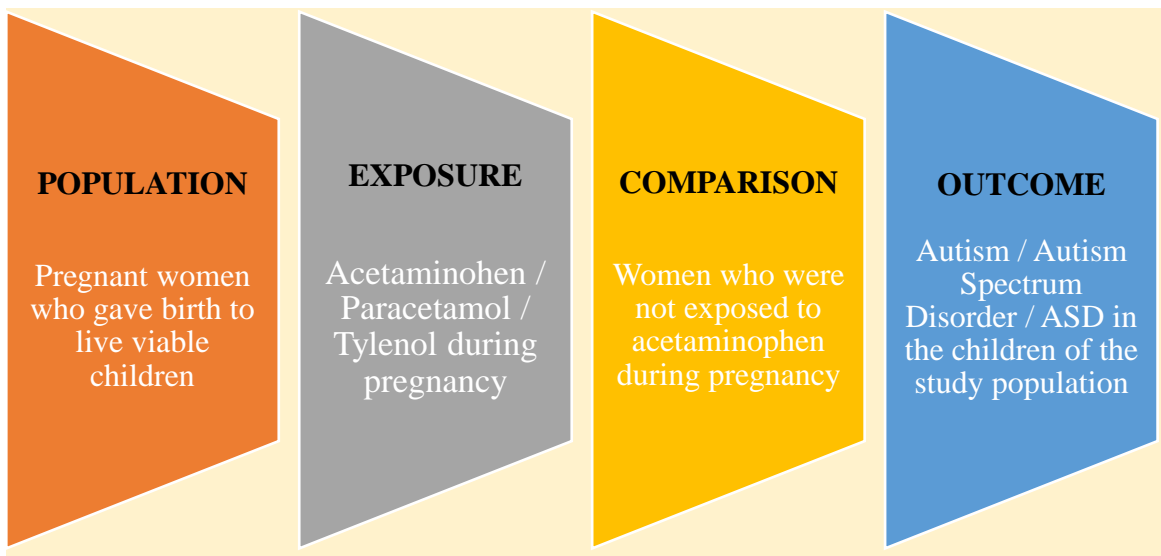 POPULATION
Pregnant women
who gave birth to
live viable
children
EXPOSURE
Acetaminohen /
Paracetamol /
Tylenol during
pregnancy
COMPARISON
Women who were
not exposed to
acetaminophen
during pregnancy
OUTCOME
Autism / Autism
Spectrum
Disorder / ASD in
the children of the
study population